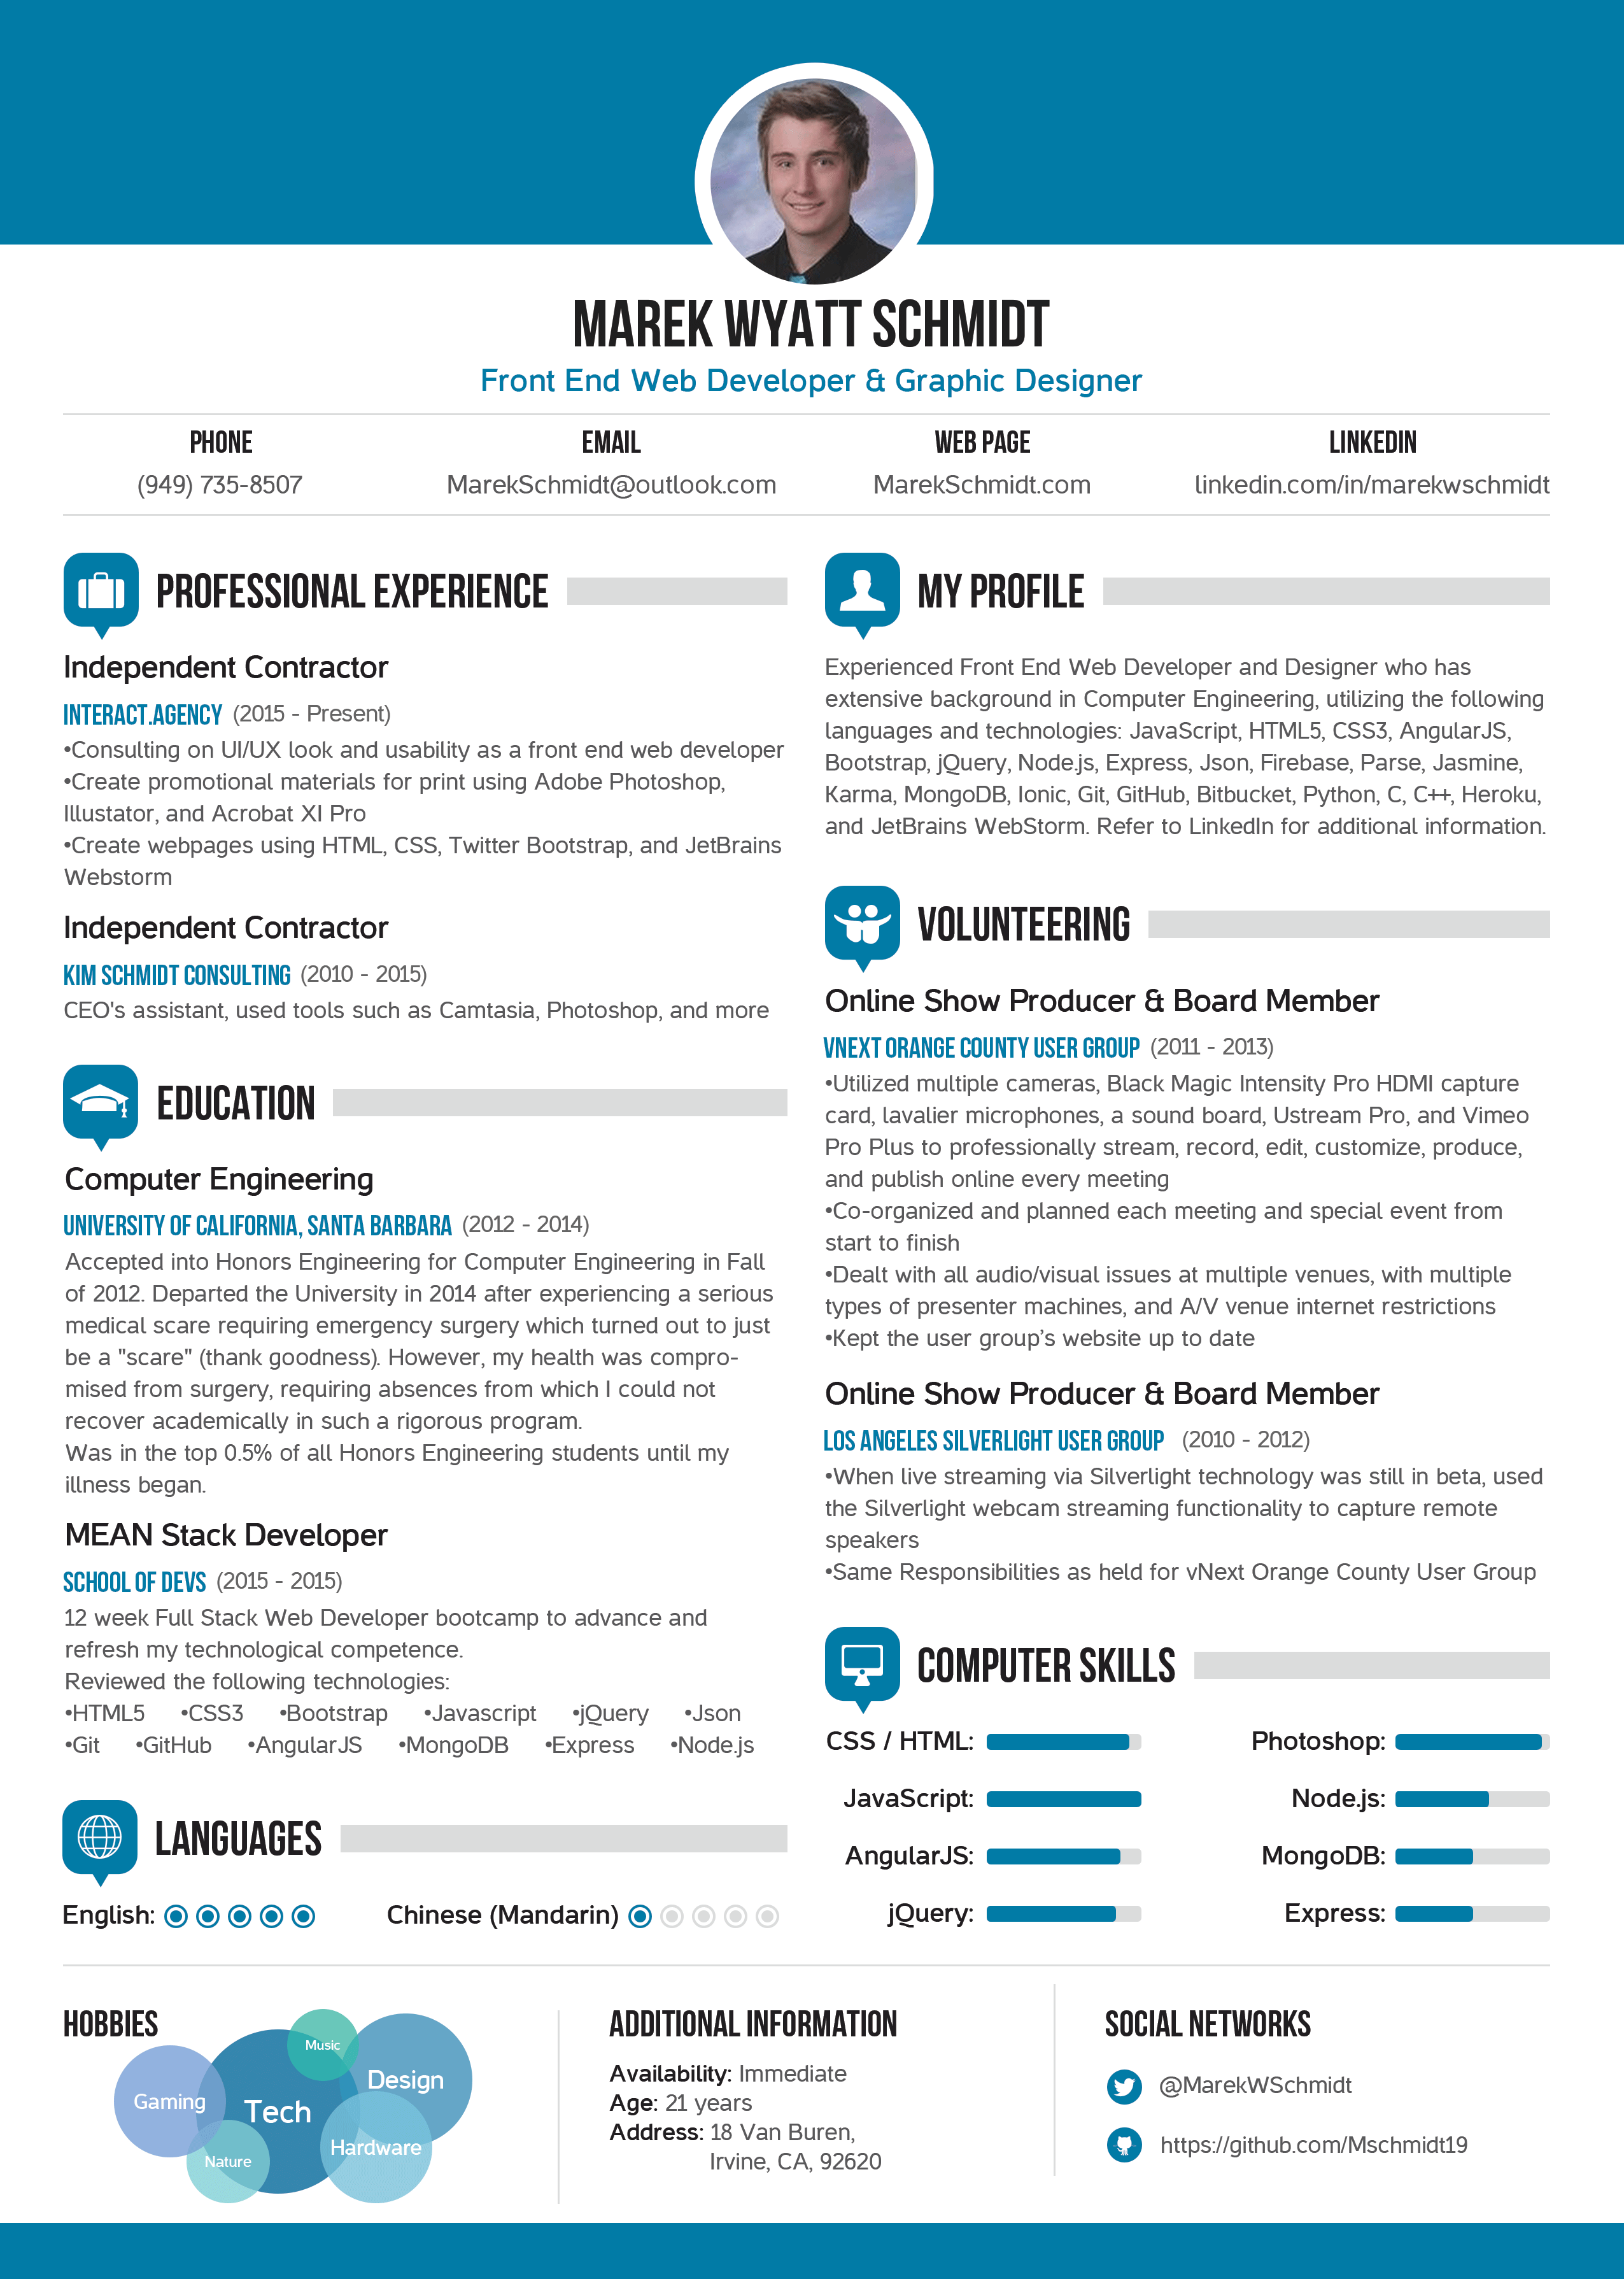 MAREK WYATT SCHMIDT
Front End Web Developer & Graphic Designer
PHONE
(949) 735-8507
EMAIL
MarekSchmidt@outlook.com
WEB PAGE
MarekSchmidt.com
LINKEDIN
linkedin.com/in/marekwschmidt
PROFESSIONAL EXPERIENCE
Independent Contractor
INTERACT.AGENCY (2015 - Present)
•Consulting on UI/UX look and usability as a front end web developer
•Create promotional materials for print using Adobe Photoshop,
Illustator, and Acrobat XI Pro
•Create webpages using HTML, CSS, Twitter Bootstrap, and JetBrains
Webstorm
Independent Contractor
KIM SCHMIDT CONSULTING (2010 - 2015)
CEO's assistant, used tools such as Camtasia, Photoshop, and more
EDUCATION
Computer Engineering
UNIVERSITY OF CALIFORNIA, SANTA BARBARA (2012 - 2014)
Accepted into Honors Engineering for Computer Engineering in Fall
of 2012. Departed the University in 2014 after experiencing a serious
medical scare requiring emergency surgery which turned out to just
be a "scare" (thank goodness). However, my health was compro-
mised from surgery, requiring absences from which I could not
recover academically in such a rigorous program.
Was in the top 0.5% of all Honors Engineering students until my
illness began.
MEAN Stack Developer
SCHOOL OF DEVS (2015 - 2015)
12 week Full Stack Web Developer bootcamp to advance and
refresh my technological competence.
Reviewed the following technologies:
•HTML5 •CSS3 •Bootstrap •Javascript •jQuery •Json
•Git •GitHub •AngularJS •MongoDB •Express •Node.js
LANGUAGES
English: Chinese (Mandarin)
MY PROFILE
Experienced Front End Web Developer and Designer who has
extensive background in Computer Engineering, utilizing the following
languages and technologies: JavaScript, HTML5, CSS3, AngularJS,
Bootstrap, jQuery, Node.js, Express, Json, Firebase, Parse, Jasmine,
Karma, MongoDB, Ionic, Git, GitHub, Bitbucket, Python, C, C++, Heroku,
and JetBrains WebStorm. Refer to LinkedIn for additional information.
VOLUNTEERING
Online Show Producer & Board Member
VNEXT ORANGE COUNTY USER GROUP (2011 - 2013)
•Utilized multiple cameras, Black Magic Intensity Pro HDMI capture
card, lavalier microphones, a sound board, Ustream Pro, and Vimeo
Pro Plus to professionally stream, record, edit, customize, produce,
and publish online every meeting
•Co-organized and planned each meeting and special event from
start to finish
•Dealt with all audio/visual issues at multiple venues, with multiple
types of presenter machines, and A/V venue internet restrictions
•Kept the user group’s website up to date
Online Show Producer & Board Member
LOS ANGELES SILVERLIGHT USER GROUP (2010 - 2012)
•When live streaming via Silverlight technology was still in beta, used
the Silverlight webcam streaming functionality to capture remote
speakers
•Same Responsibilities as held for vNext Orange County User Group
COMPUTER SKILLS
CSS / HTML: Photoshop:
JavaScript: Node.js:
AngularJS: MongoDB:
jQuery: Express:
HOBBIES
Music
Design
Gaming
Tech
Hardware
Nature
ADDITIONAL INFORMATION
Availability: Immediate
Age: 21 years
Address: 18 Van Buren,
Irvine, CA, 92620
SOCIAL NETWORKS
@MarekWSchmidt
https://github.com/Mschmidt19